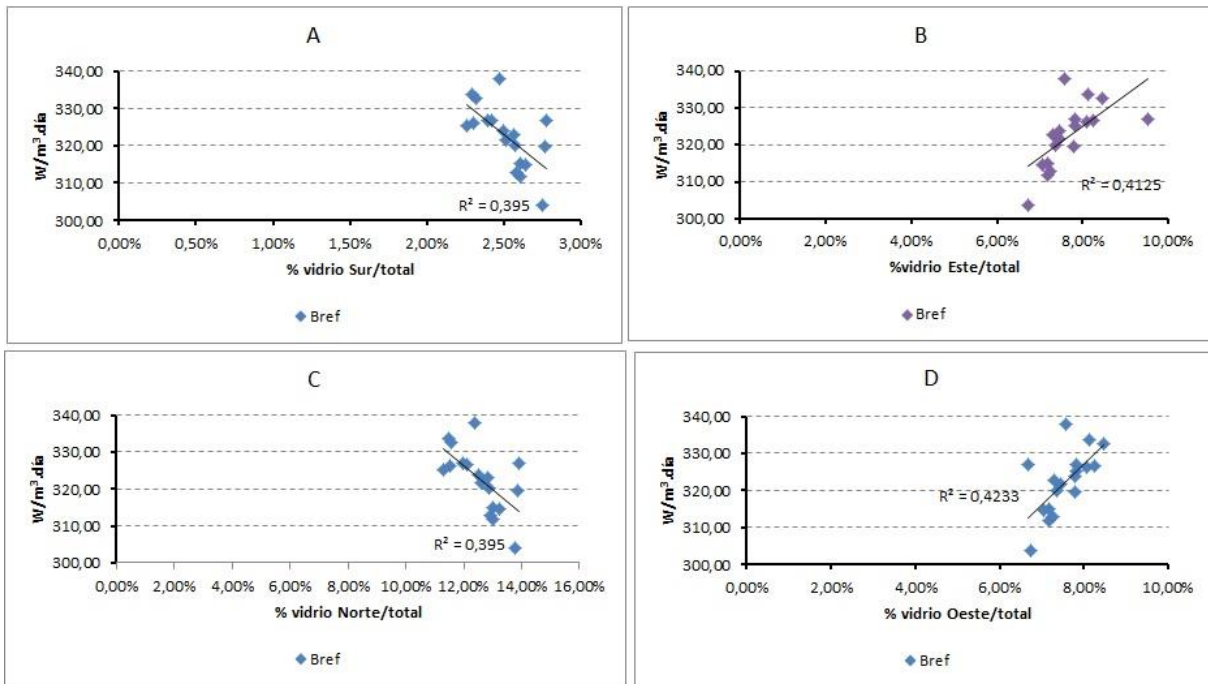 A
340,00
330,00
320,00
310,00
300,00
W/m³.día
R² = 0,395
0,00% 0,50% 1,00% 1,50% 2,00% 2,50% 3,00%
% vidrio Sur/total
Bref
B
340,00
330,00
320,00
310,00
300,00
W/m³.día
R² = 0,4125
0,00% 2,00% 4,00% 6,00% 8,00% 10,00%
%vidrio Este/total
Bref
C
340,00
330,00
320,00
310,00
300,00
W/m³.día
R² = 0,395
0,00% 2,00% 4,00% 6,00% 8,00% 10,00% 12,00% 14,00% 16,00%
% vidrio Norte/total
Bref
D
340,00
330,00
320,00
310,00
300,00
W/m³.día
R² = 0,4233
0,00% 2,00% 4,00% 6,00% 8,00% 10,00%
% vidrio Oeste/total
Bref